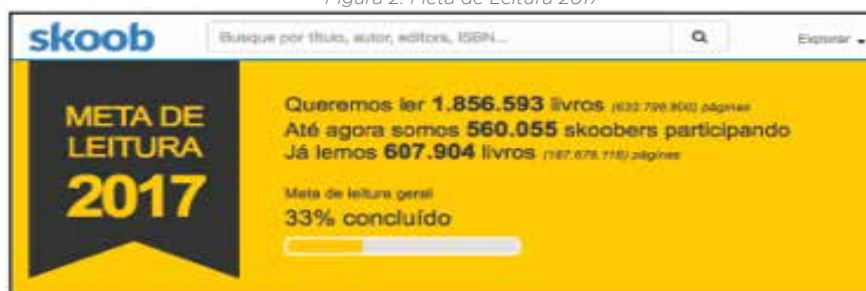 Figura 2: Meta de Leitura 2017
skoob
Busque por título, autor, editora, ISBN...
Explorar
META DE
LEITURA
2017
Queremos ler 1.856.593 livros páginas
Até agora somos 560.055 skoobers participando
Já lemos 607.904 livros páginas
Meta de leitura geral
33% concluído